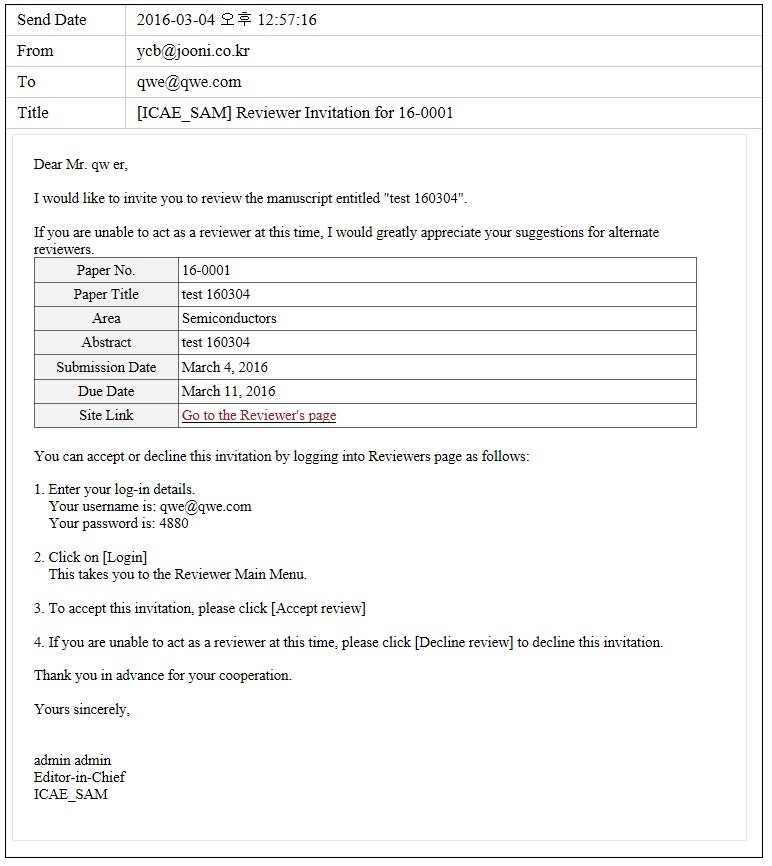 Send Date 2016-03-04 오후 12:57:16
From ycb@jooni.co.kr
To qwe@qwe.com
Title [ICAE_SAM] Reviewer Invitation for 16-0001
Dear Mr. qw er,
I would like to invite you to review the manuscript entitled "test 160304".
If you are unable to act as a reviewer at this time, I would greatly appreciate your suggestions for alternate
reviewers.
Paper No. 16-0001
Paper Title test 160304
Area Semiconductors
Abstract test 160304
Submission Date March 4, 2016
Due Date March 11, 2016
Site Link Go to the Reviewer's page
You can accept or decline this invitation by logging into Reviewers page as follows:
1. Enter your log-in details.
Your username is: qwe@qwe.com
Your password is: 4880
2. Click on [Login]
This takes you to the Reviewer Main Menu.
3. To accept this invitation, please click [Accept review]
4. If you are unable to act as a reviewer at this time, please click [Decline review] to decline this invitation.
Thank you in advance for your cooperation.
Yours sincerely,
admin admin
Editor-in-Chief
ICAE_SAM